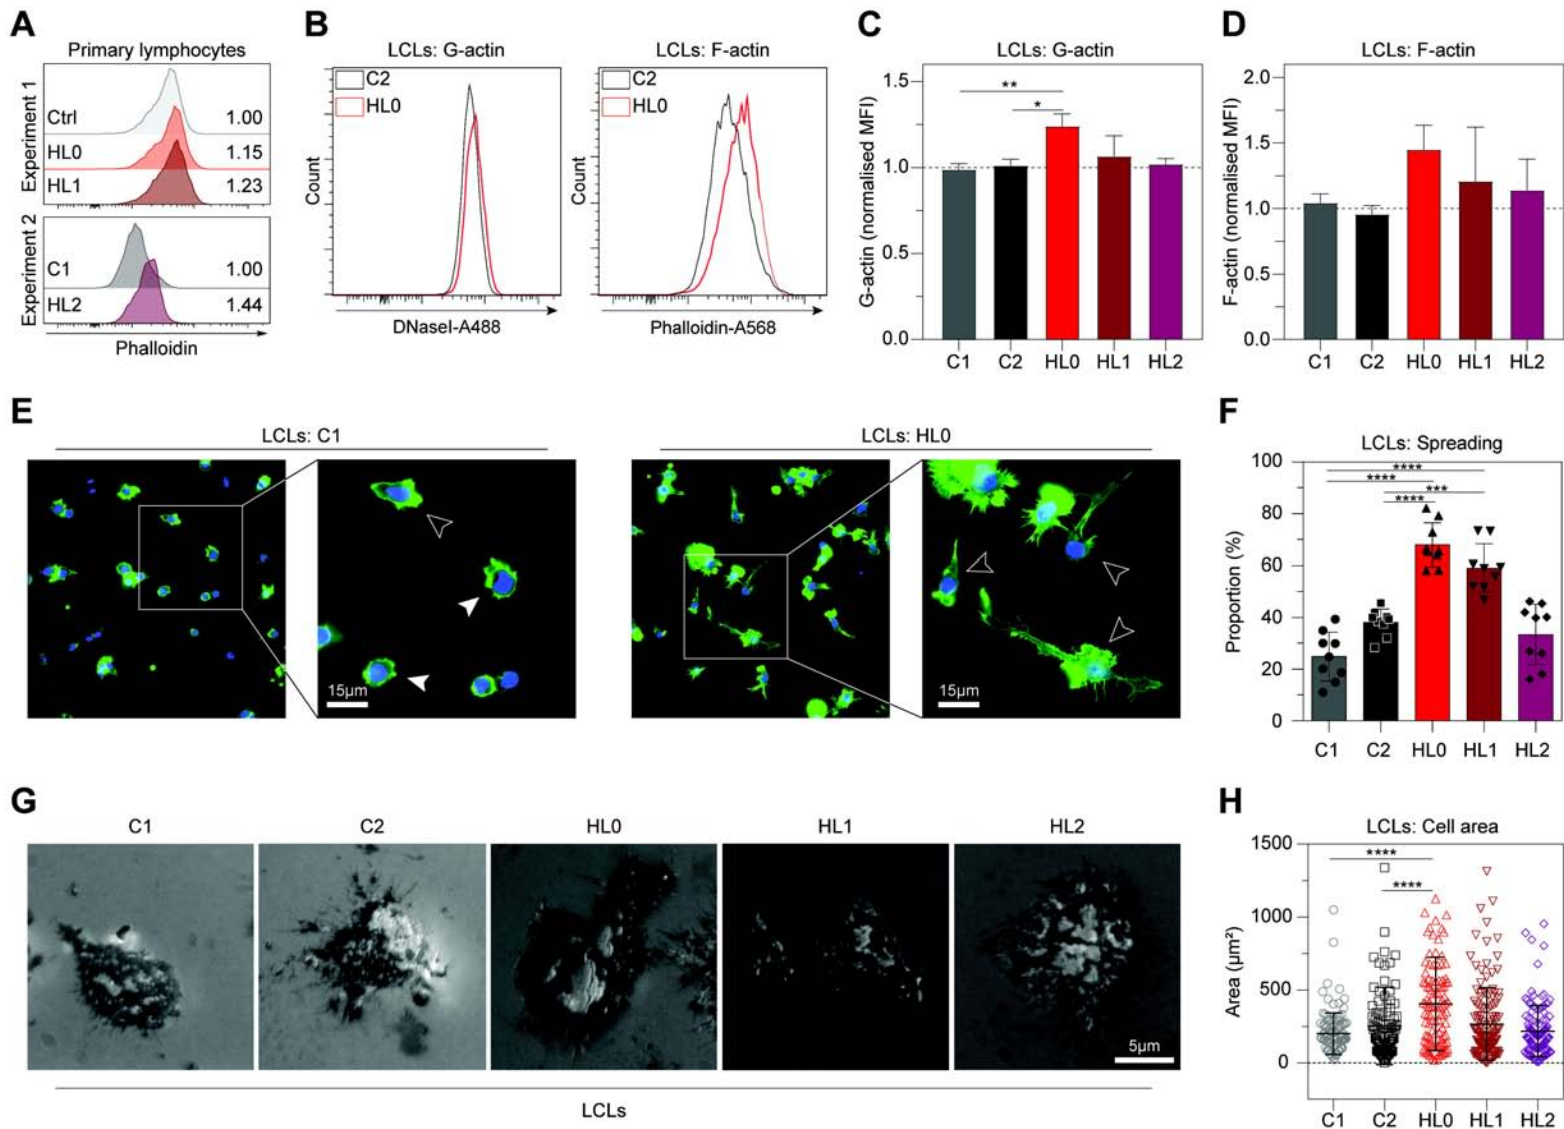 A
Primary lymphocytes
Experiment 1
Ctrl 1.00
HL0 1.15
HL1 1.23
Experiment 2
C1 1.00
HL2 1.44
Phalloidin
B
LCLs: G-actin
C2
HL0
Count
DNaseI-A488
LCLs: F-actin
C2
HL0
Count
Phalloidin-A568
C
LCLs: G-actin
G-actin (normalised MFI)
1.5
1.0
0.5
0.0
**
*
C1 C2 HL0 HL1 HL2
D
LCLs: F-actin
F-actin (normalised MFI)
2.0
1.5
1.0
0.5
0.0
C1 C2 HL0 HL1 HL2
E
LCLs: C1
15µm
LCLs: HL0
15µm
F
LCLs: Spreading
Proportion (%)
100
80
60
40
20
0
****
****
***
****
C1 C2 HL0 HL1 HL2
G
C1 C2 HL0 HL1 HL2
5µm
LCLs
H
LCLs: Cell area
Area (µm²)
1500
1000
500
0
****
****
C1 C2 HL0 HL1 HL2